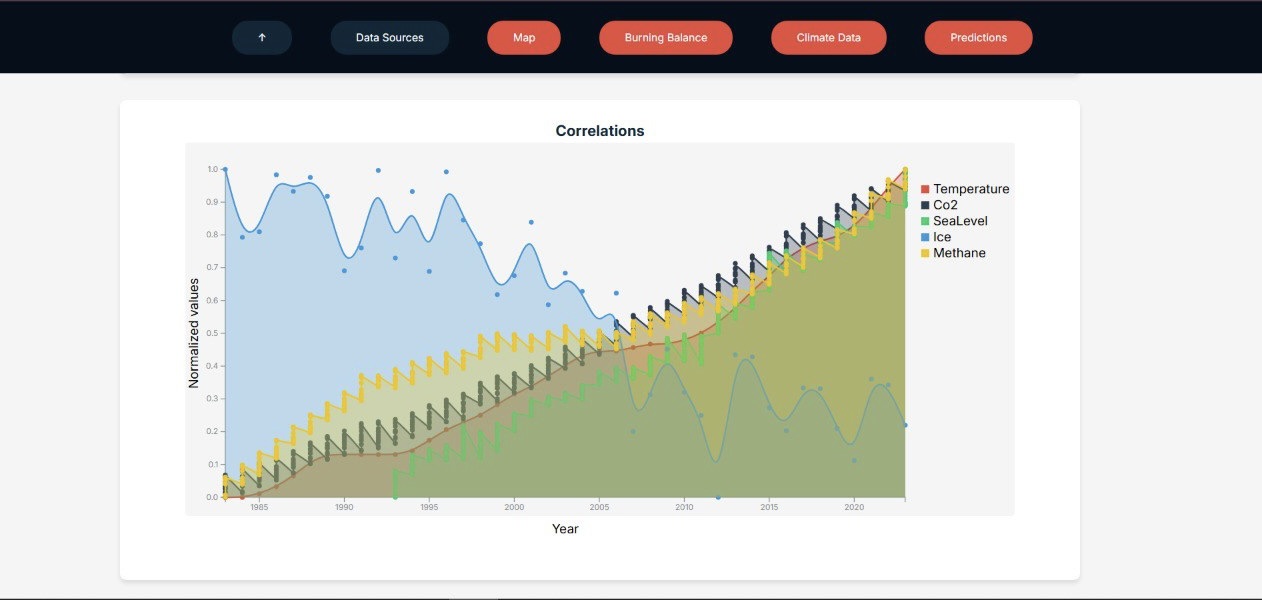 ↑ Data Sources Map Burning Balance Climate Data Predictions
Correlations
1.0
0.9
0.8
0.7
0.6
0.5
0.4
0.3
0.2
0.1
0.0
Normalized values
Temperature
Co2
SeaLevel
Ice
Methane
1985 1990 1995 2000 2005 2010 2015 2020
Year